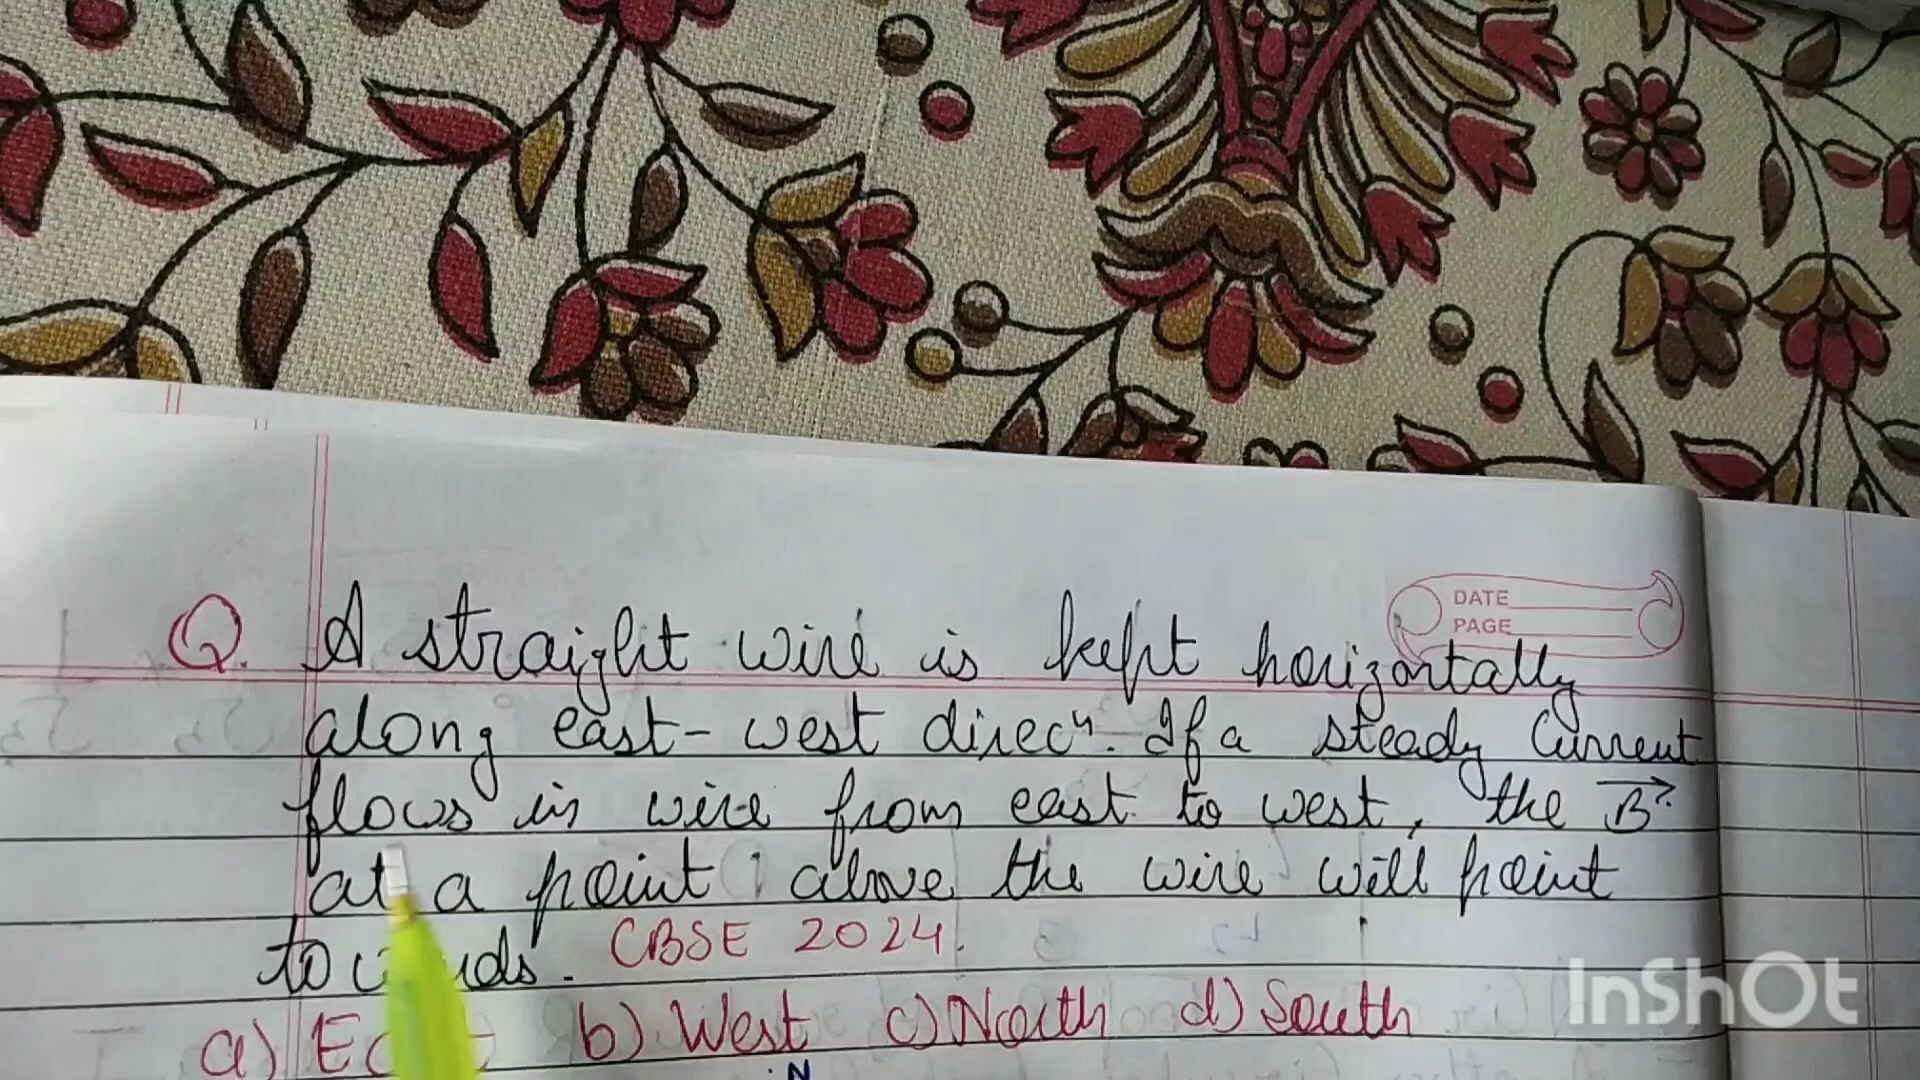 DATE
PAGE
Q. A straight wire is kept horizontally
along east-west direcⁿ. If a steady current
flows in wire from east to west, the B→
at a point above the wire will point
towards. CBSE 2024.
a) East b) West c) North d) South
N
InShOt